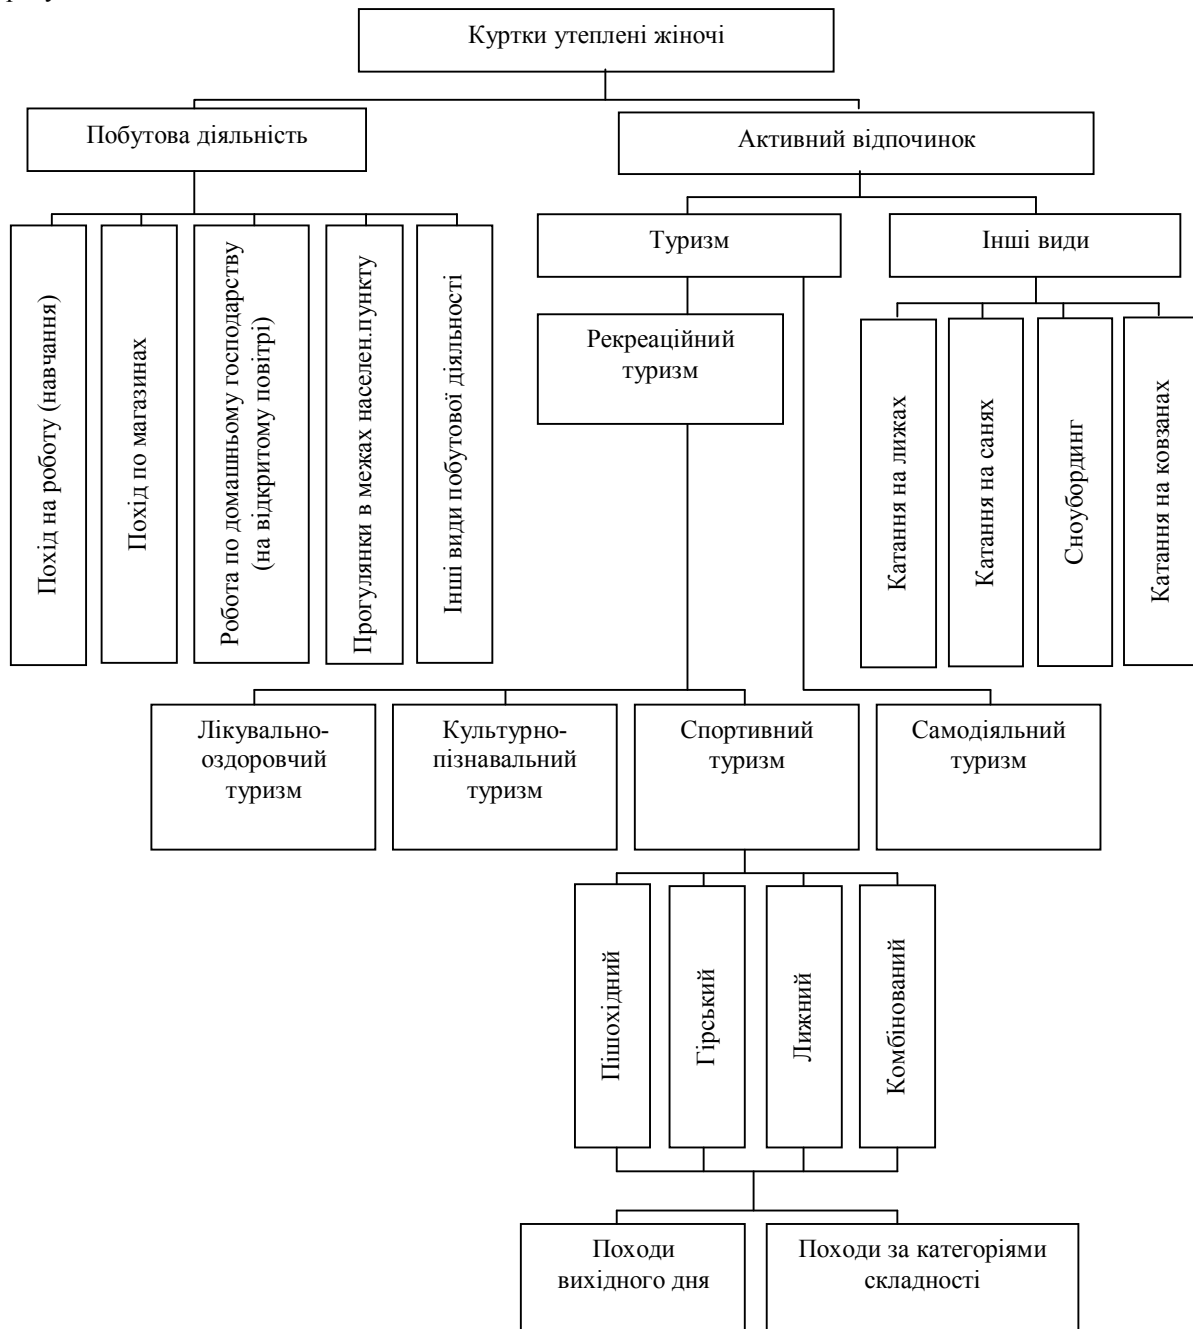 Куртки утеплені жіночі
Побутова діяльність
Активний відпочинок
Туризм
Інші види
Похід на роботу (навчання)
Похід по магазинах
Робота по домашньому господарству
(на відкритому повітрі)
Прогулянки в межах населен.пункту
Інші види побутової діяльності
Рекреаційний
туризм
Катання на лижах
Катання на санях
Сноубординг
Катання на ковзанах
Лікувально-
оздоровчий
туризм
Культурно-
пізнавальний
туризм
Спортивний
туризм
Самодіяльний
туризм
Пішохідний
Гірський
Лижний
Комбінований
Походи
вихідного дня
Походи за категоріями
складності